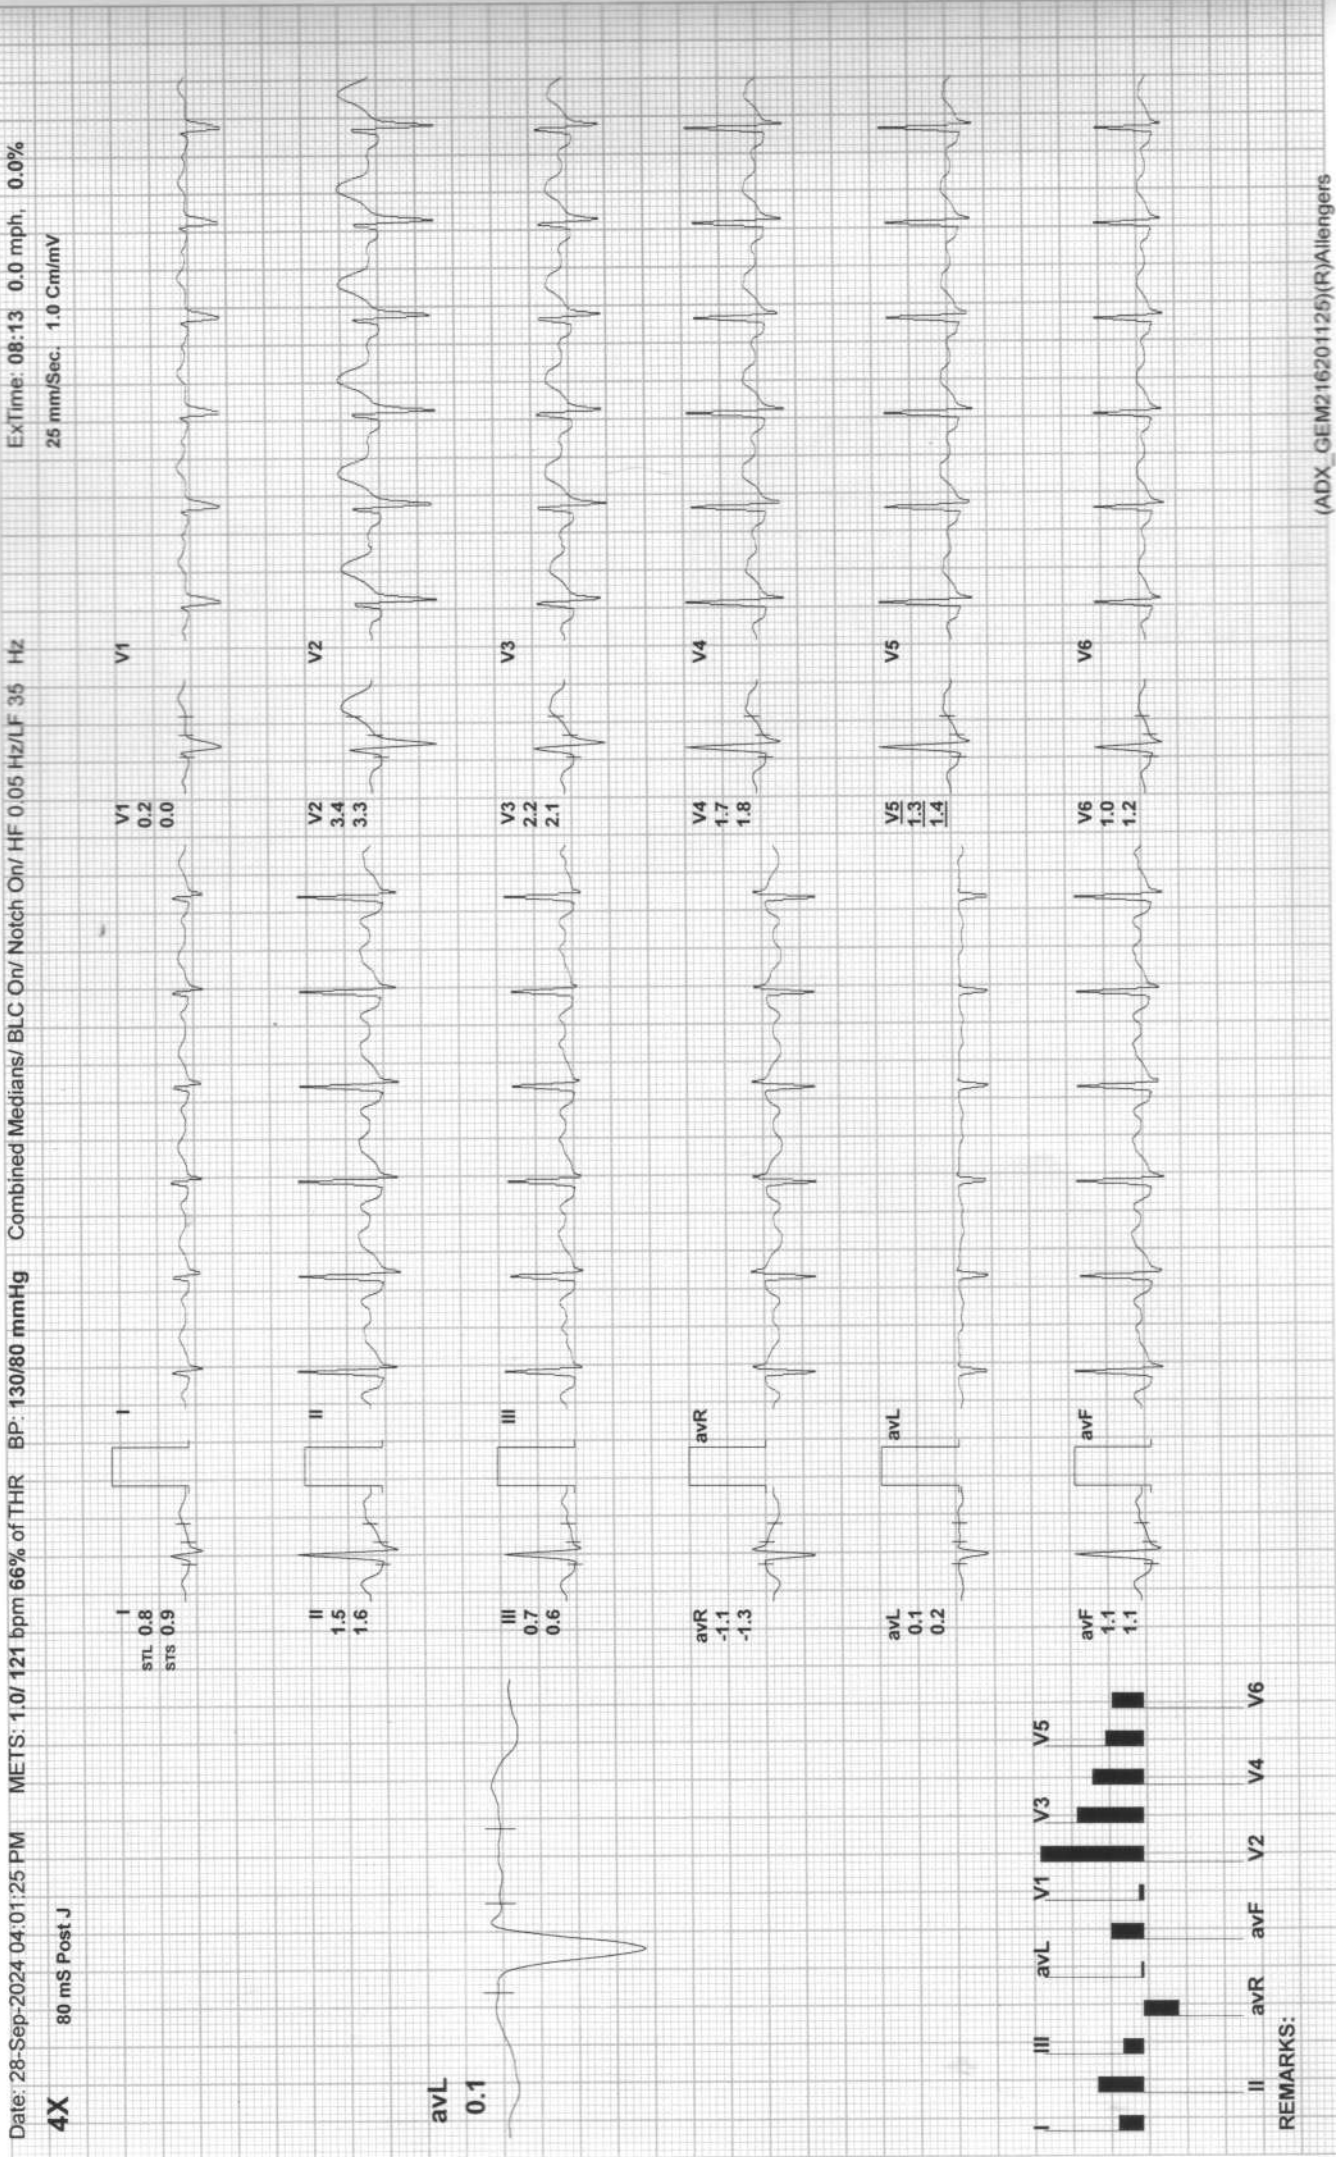 Date: 28-Sep-2024 04:01:25 PM METS: 1.0/ 121 bpm 66% of THR BP: 130/80 mmHg Combined Medians/ BLC On/ Notch On/ HF 0.05 Hz/LF 35 Hz ExTime: 08:13 0.0 mph, 0.0%
4X 80 mS Post J 25 mm/Sec. 1.0 Cm/mV
avL
0.1
I
STL 0.8
STS 0.9
I
V1
0.2
0.0
V1
II
1.5
1.6
II
V2
3.4
3.3
V2
III
0.7
0.6
III
V3
2.2
2.1
V3
avR
-1.1
-1.3
avR
V4
1.7
1.8
V4
avL
0.1
0.2
avL
V5
1.3
1.4
V5
avF
1.1
1.1
avF
V6
1.0
1.2
V6
I III avL V1 V3 V5
II avR avF V2 V4 V6
REMARKS:
(ADX_GEM216201125)(R)Allengers